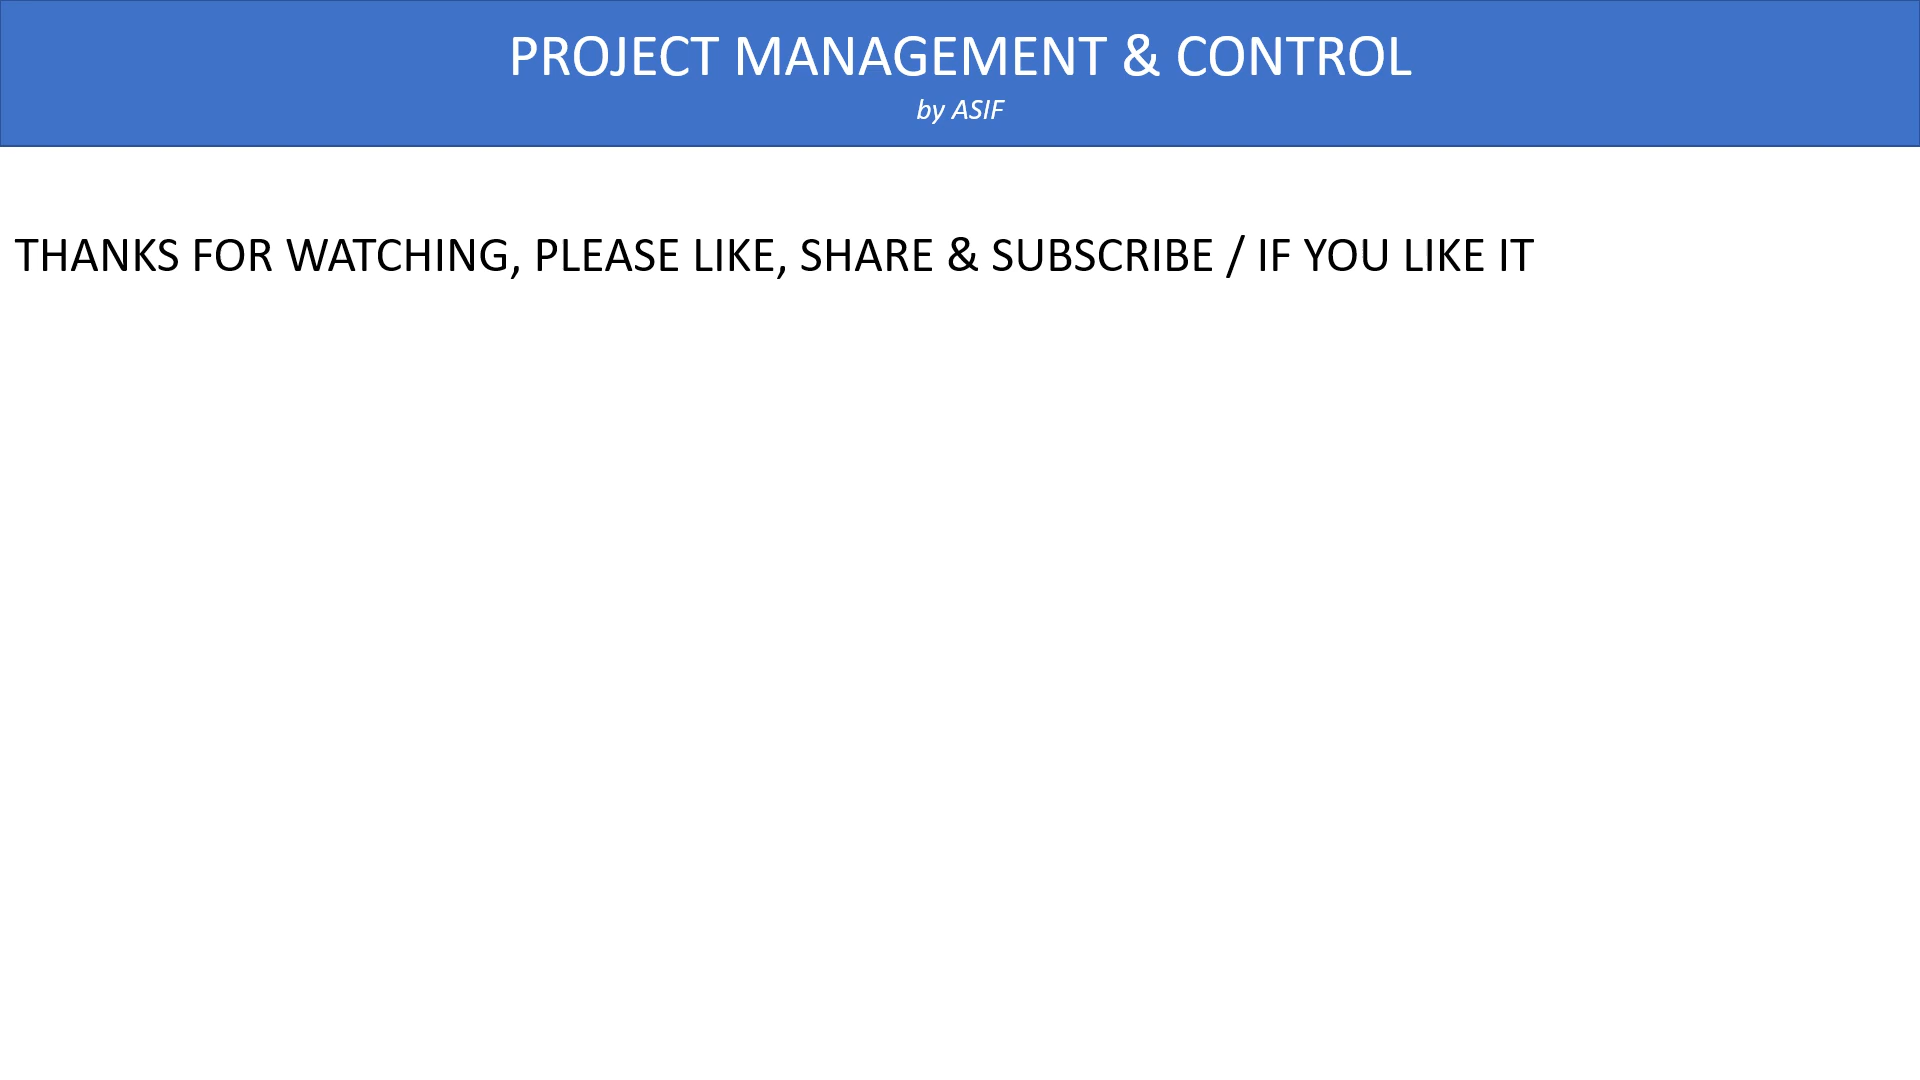 PROJECT MANAGEMENT & CONTROL
by ASIF
THANKS FOR WATCHING, PLEASE LIKE, SHARE & SUBSCRIBE / IF YOU LIKE IT